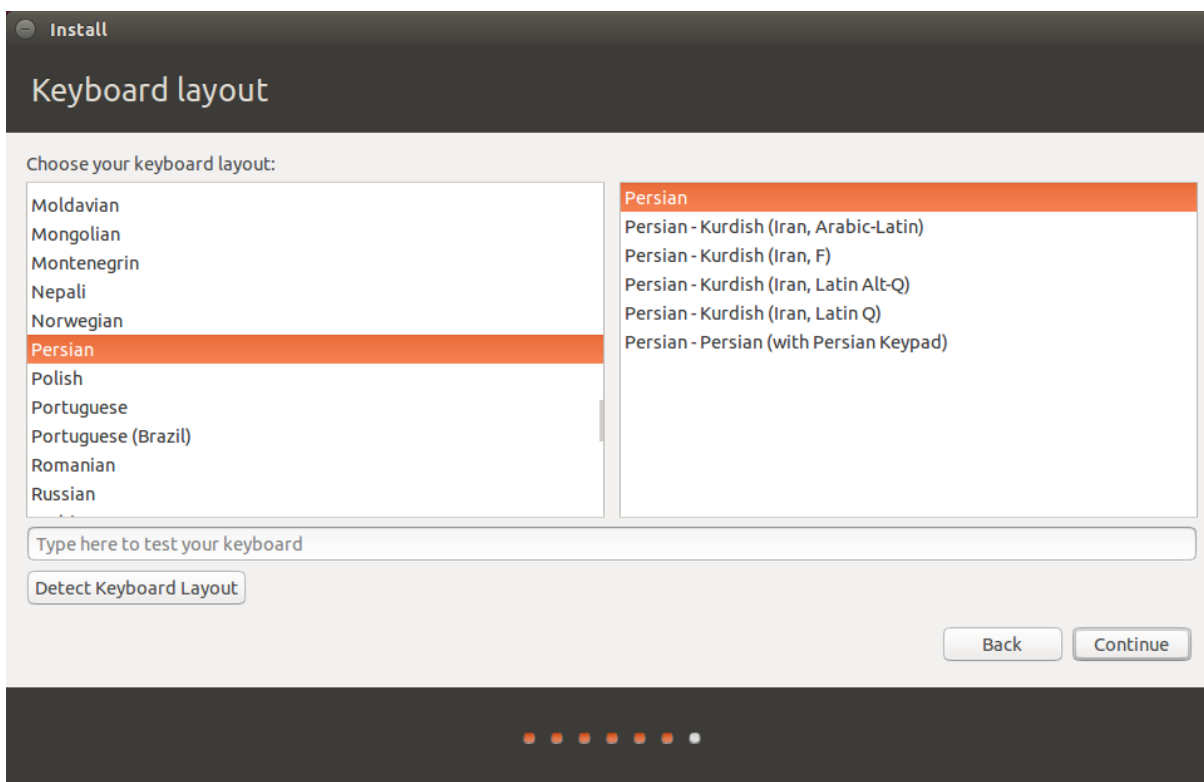 Install
Keyboard layout
Choose your keyboard layout:
Moldavian
Mongolian
Montenegrin
Nepali
Norwegian
Persian
Polish
Portuguese
Portuguese (Brazil)
Romanian
Russian
Persian
Persian - Kurdish (Iran, Arabic-Latin)
Persian - Kurdish (Iran, F)
Persian - Kurdish (Iran, Latin Alt-Q)
Persian - Kurdish (Iran, Latin Q)
Persian - Persian (with Persian Keypad)
Type here to test your keyboard
Detect Keyboard Layout
Back
Continue